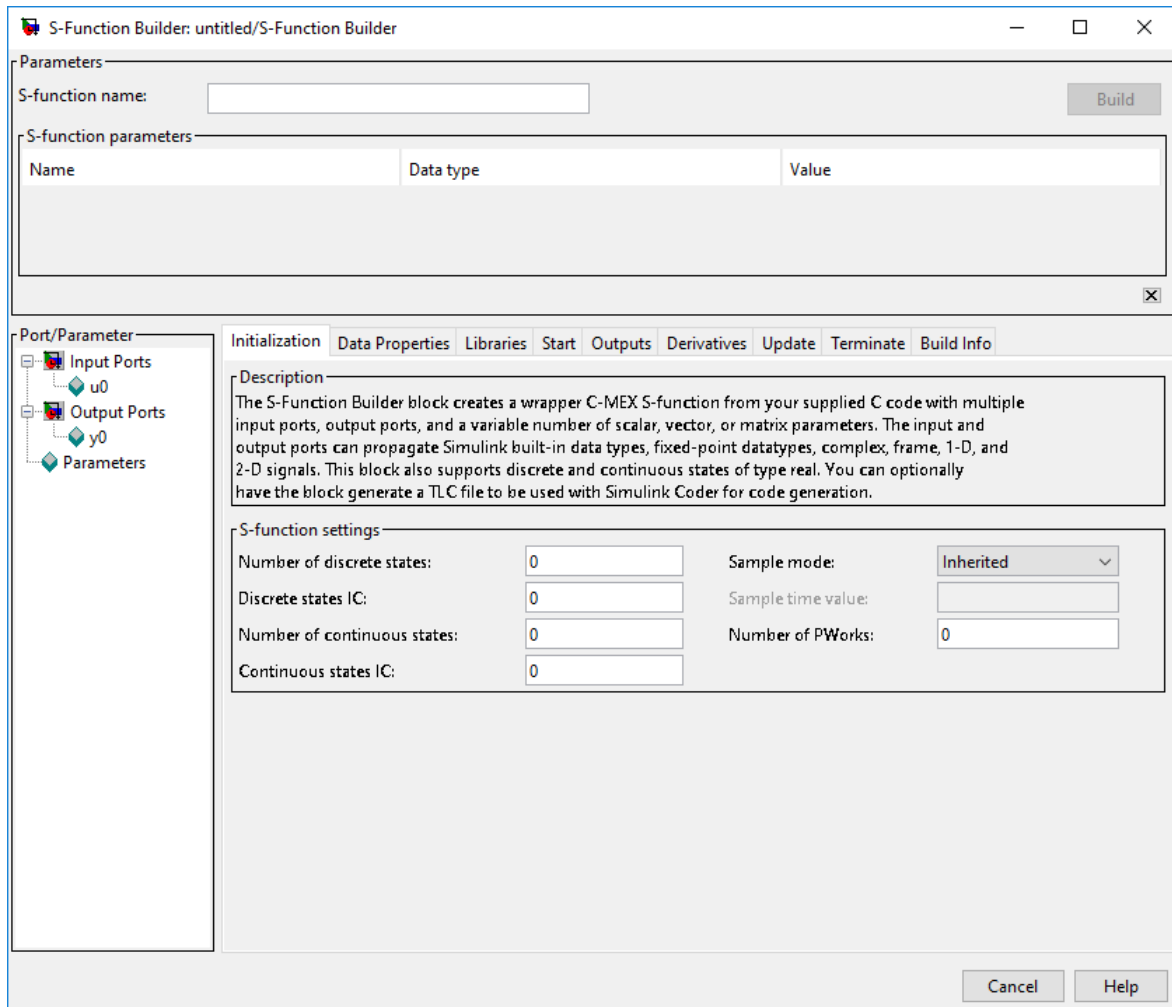 S-Function Builder: untitled/S-Function Builder
Parameters
S-function name:
Build
S-function parameters
Name Data type Value
Port/Parameter
Input Ports
u0
Output Ports
y0
Parameters
Initialization Data Properties Libraries Start Outputs Derivatives Update Terminate Build Info
Description
The S-Function Builder block creates a wrapper C-MEX S-function from your supplied C code with multiple
input ports, output ports, and a variable number of scalar, vector, or matrix parameters. The input and
output ports can propagate Simulink built-in data types, fixed-point datatypes, complex, frame, 1-D, and
2-D signals. This block also supports discrete and continuous states of type real. You can optionally
have the block generate a TLC file to be used with Simulink Coder for code generation.
S-function settings
Number of discrete states: 0 Sample mode: Inherited
Discrete states IC: 0 Sample time value:
Number of continuous states: 0 Number of PWorks: 0
Continuous states IC: 0
Cancel Help